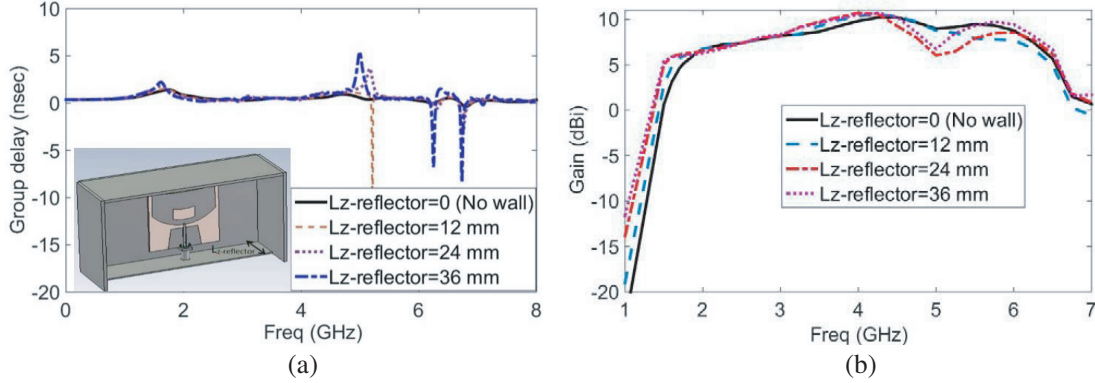 Group delay (nsec)
10
5
0
-5
-10
-15
-20
Lz-reflector
Lz-reflector=0 (No wall)
Lz-reflector=12 mm
Lz-reflector=24 mm
Lz-reflector=36 mm
0 2 4 6 8
Freq (GHz)
(a)
Gain (dBi)
10
5
0
-5
-10
-15
-20
Lz-reflector=0 (No wall)
Lz-reflector=12 mm
Lz-reflector=24 mm
Lz-reflector=36 mm
1 2 3 4 5 6 7
Freq (GHz)
(b)